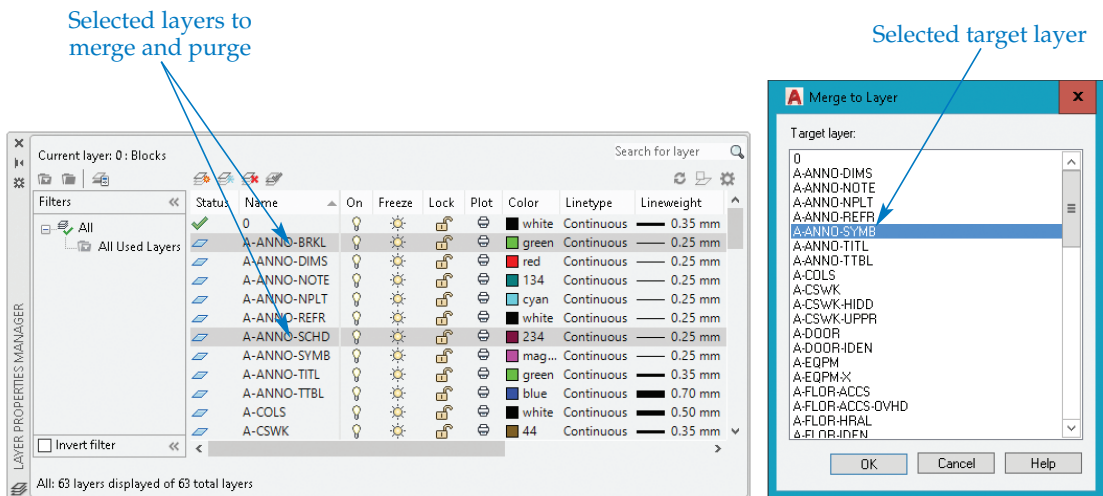 Selected layers to
merge and purge
Selected target layer
Current layer: 0 : Blocks
Search for layer
Filters
All
All Used Layers
Invert filter
LAYER PROPERTIES MANAGER
Status Name On Freeze Lock Plot Color Linetype Lineweight
0 white Continuous 0.35 mm
A-ANNO-BRKL green Continuous 0.25 mm
A-ANNO-DIMS red Continuous 0.25 mm
A-ANNO-NOTE 134 Continuous 0.25 mm
A-ANNO-NPLT cyan Continuous 0.25 mm
A-ANNO-REFR white Continuous 0.25 mm
A-ANNO-SCHD 234 Continuous 0.25 mm
A-ANNO-SYMB mag... Continuous 0.25 mm
A-ANNO-TITL green Continuous 0.35 mm
A-ANNO-TTBL blue Continuous 0.70 mm
A-COLS white Continuous 0.50 mm
A-CSWK 44 Continuous 0.35 mm
All: 63 layers displayed of 63 total layers
A Merge to Layer x
Target layer:
0
A-ANNO-DIMS
A-ANNO-NOTE
A-ANNO-NPLT
A-ANNO-REFR
A-ANNO-SYMB
A-ANNO-TITL
A-ANNO-TTBL
A-COLS
A-CSWK
A-CSWK-HIDD
A-CSWK-UPPR
A-DOOR
A-DOOR-IDEN
A-EQPM
A-EQPM-X
A-FLOR-ACCS
A-FLOR-ACCS-OVHD
A-FLOR-HRAL
A-FLOR-IDEN
OK Cancel Help